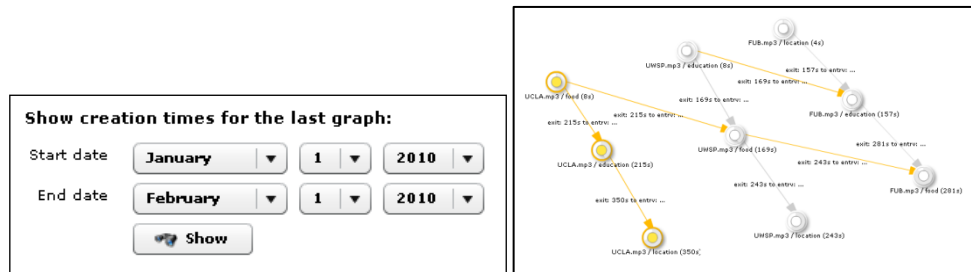 Show creation times for the last graph:
Start date January 1 2010
End date February 1 2010
Show
FUB.mp3 / location (4s)
UWSP.mp3 / education (8s)
exit: 157s to entry: ...
exit: 169s to entry: ...
UCLA.mp3 / food (8s)
exit: 169s to entry: ...
FUB.mp3 / education (157s)
exit: 215s to entry: ...
exit: 215s to entry: ...
UWSP.mp3 / food (169s)
exit: 281s to entry: ...
UCLA.mp3 / education (215s)
exit: 243s to entry: ...
exit: 243s to entry: ...
FUB.mp3 / food (281s)
exit: 350s to entry: ...
UWSP.mp3 / location (243s)
UCLA.mp3 / location (350s)